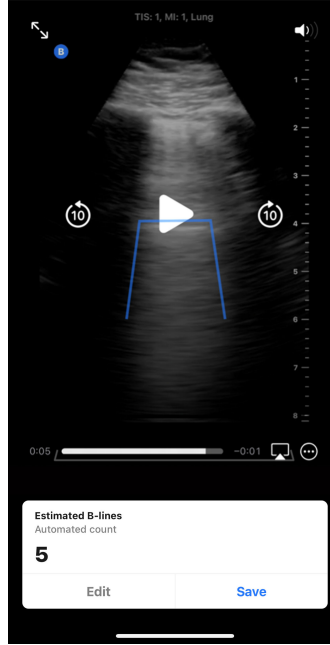 TIS: 1, MI: 1, Lung
B
1
2
3
10
10
4
5
6
7
8
0:05
-0:01
Estimated B-lines
Automated count
5
Edit
Save